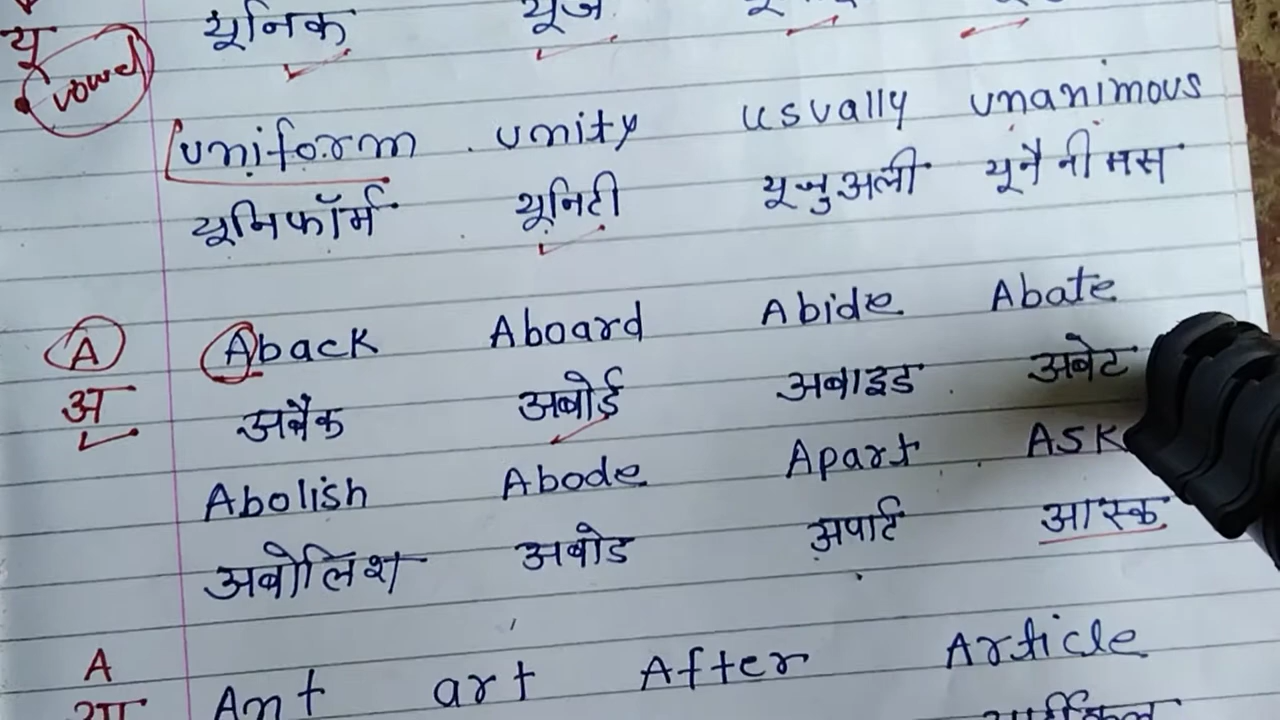 यू यूनिक यूज
vowel
uniform unity usually unanimous
यूनिफॉर्म यूनिटी यूजुअली यूनैनीमस
A Aback Aboard Abide Abate
अ अबैक अबोर्ड अबाइड अबेट
Abolish Abode Apart ASK
अबोलिश अबोड अपार्ट आस्क
A Ant art After Article